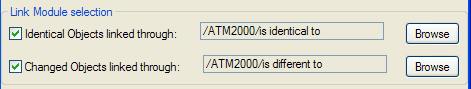 Link Module selection
Identical Objects linked through: /ATM2000/is identical to Browse
Changed Objects linked through: /ATM2000/is different to Browse